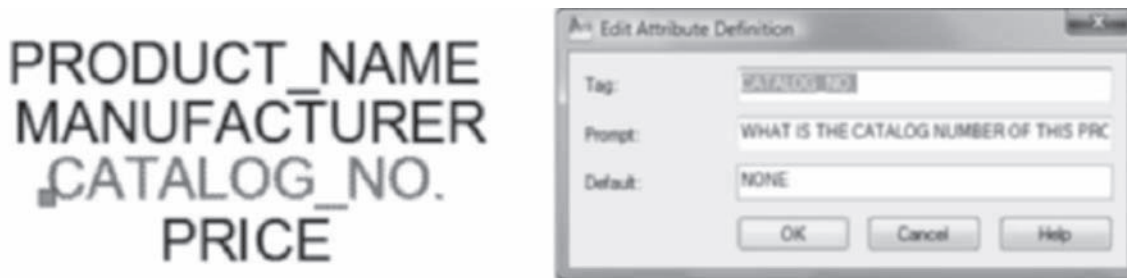 PRODUCT_NAME
MANUFACTURER
CATALOG_NO.
PRICE
Edit Attribute Definition
Tag: CATALOG_NO.
Prompt: WHAT IS THE CATALOG NUMBER OF THIS PRC
Default: NONE
OK Cancel Help